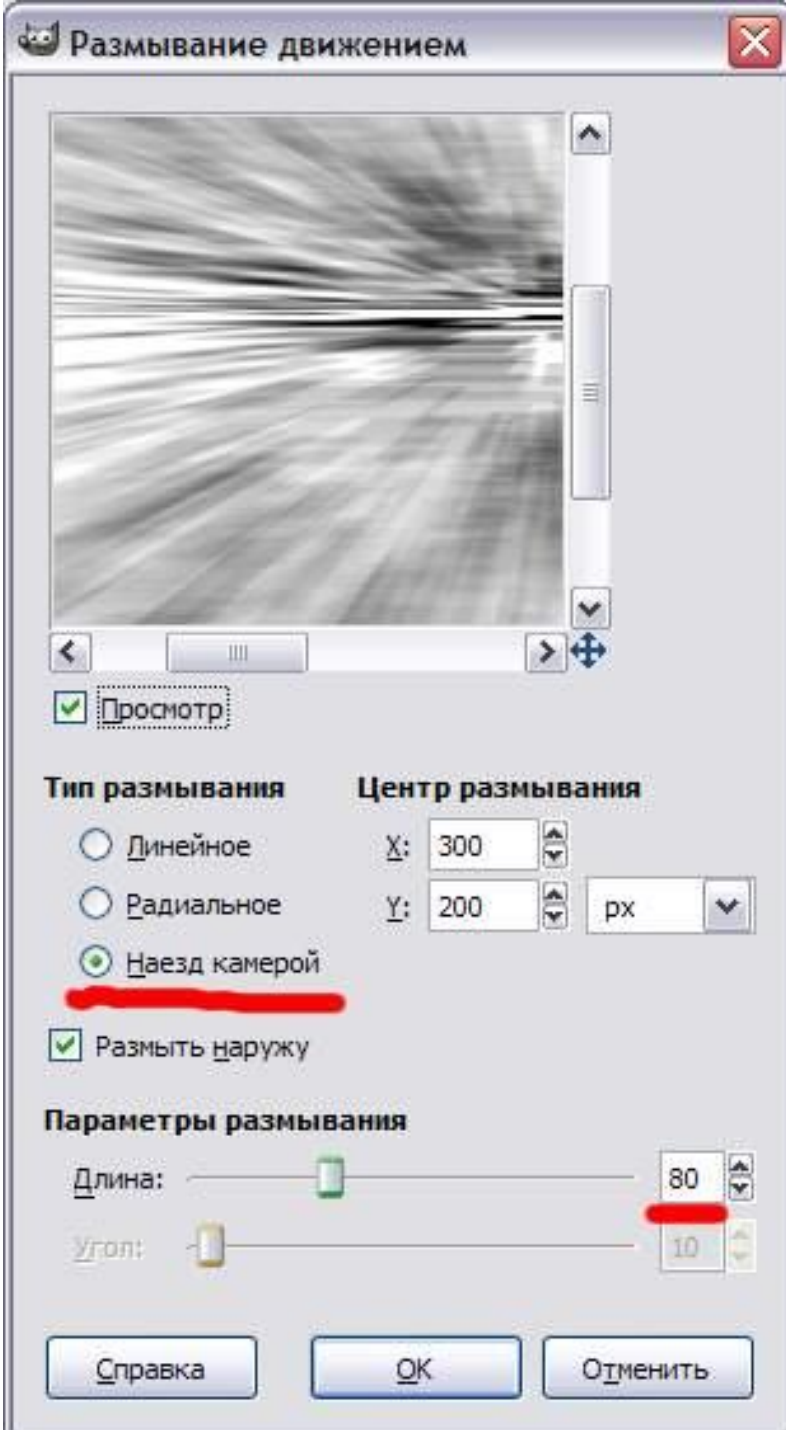 Размывание движением
Просмотр
Тип размывания Центр размывания
Линейное X: 300
Радиальное Y: 200 px
Наезд камерой
Размыть наружу
Параметры размывания
Длина: 80
Угол: 10
Справка OK Отменить